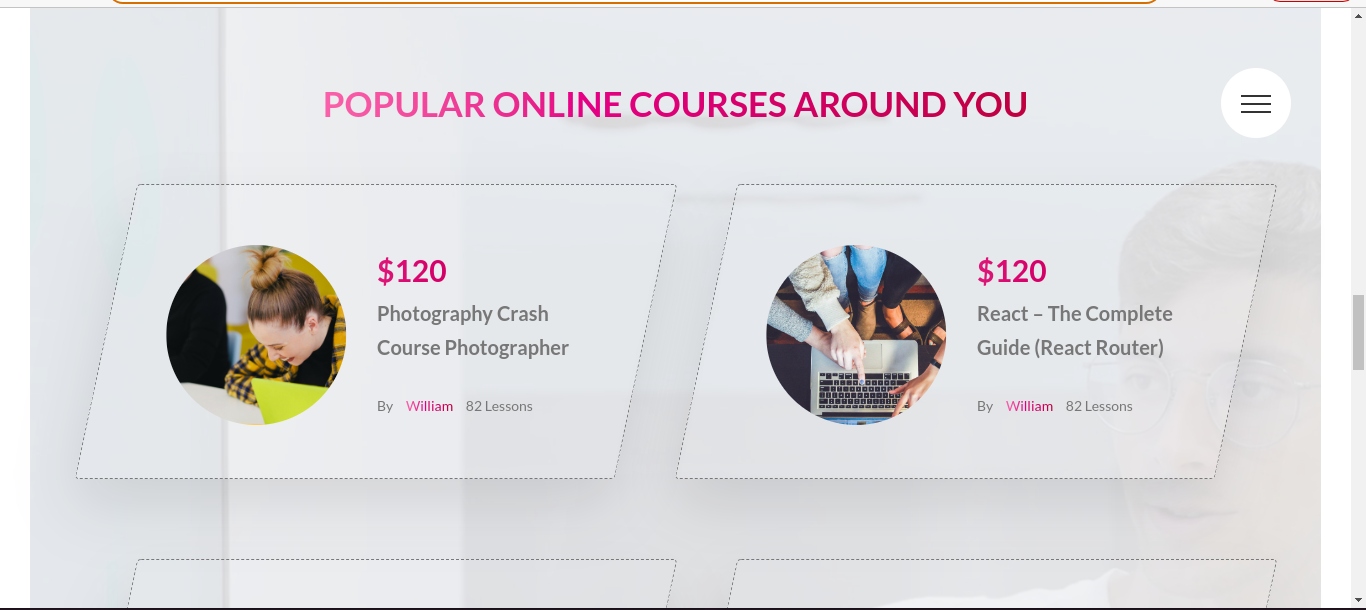 POPULAR ONLINE COURSES AROUND YOU
$120
Photography Crash
Course Photographer
By William 82 Lessons
$120
React – The Complete
Guide (React Router)
By William 82 Lessons